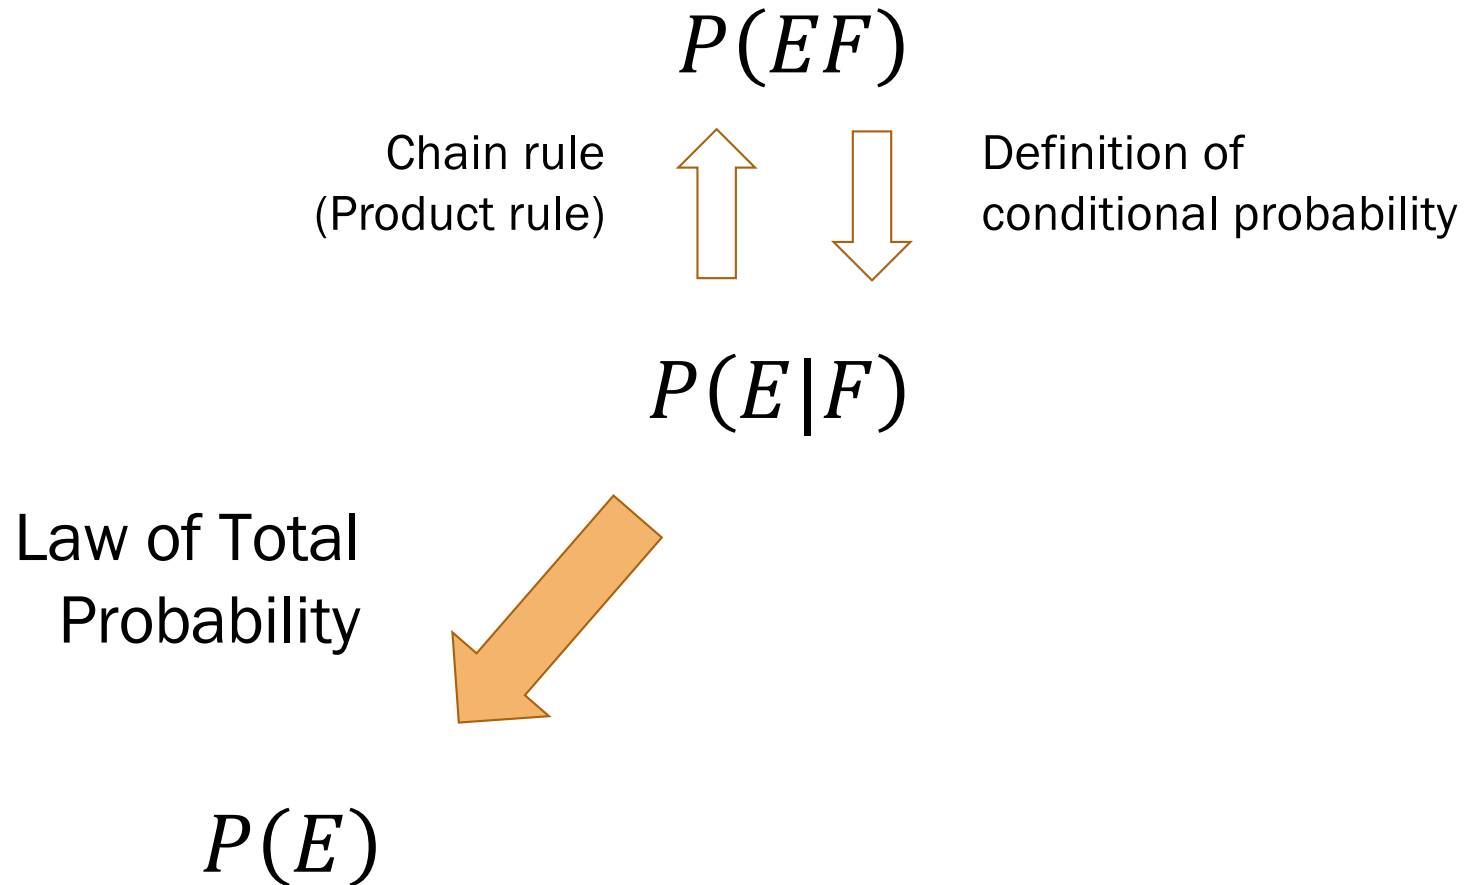 P(EF)
Chain rule
(Product rule)
Definition of
conditional probability
P(E|F)
Law of Total
Probability
P(E)